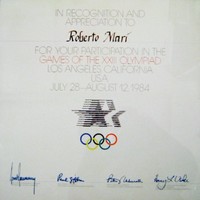 IN RECOGNITION AND
APPRECIATION TO
Roberto Mari
FOR YOUR PARTICIPATION IN THE
GAMES OF THE XXIII OLYMPIAD
LOS ANGELES CALIFORNIA
USA
JULY 28-AUGUST 12, 1984